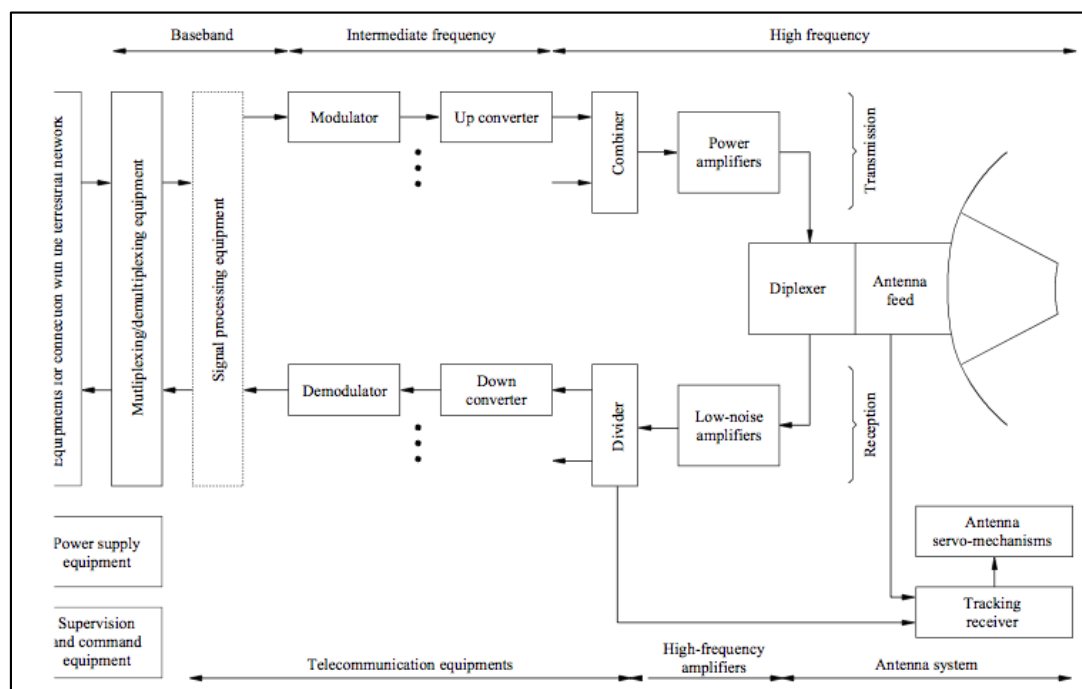 Baseband
Intermediate frequency
High frequency
Equipments for connection with the terrestrial network
Mutliplexing/demultiplexing equipment
Signal processing equipment
Modulator
Up converter
Combiner
Power
amplifiers
Transmission
Diplexer
Antenna
feed
Demodulator
Down
converter
Divider
Low-noise
amplifiers
Reception
Power supply
equipment
Supervision
and command
equipment
Antenna
servo-mechanisms
Tracking
receiver
Telecommunication equipments
High-frequency
amplifiers
Antenna system